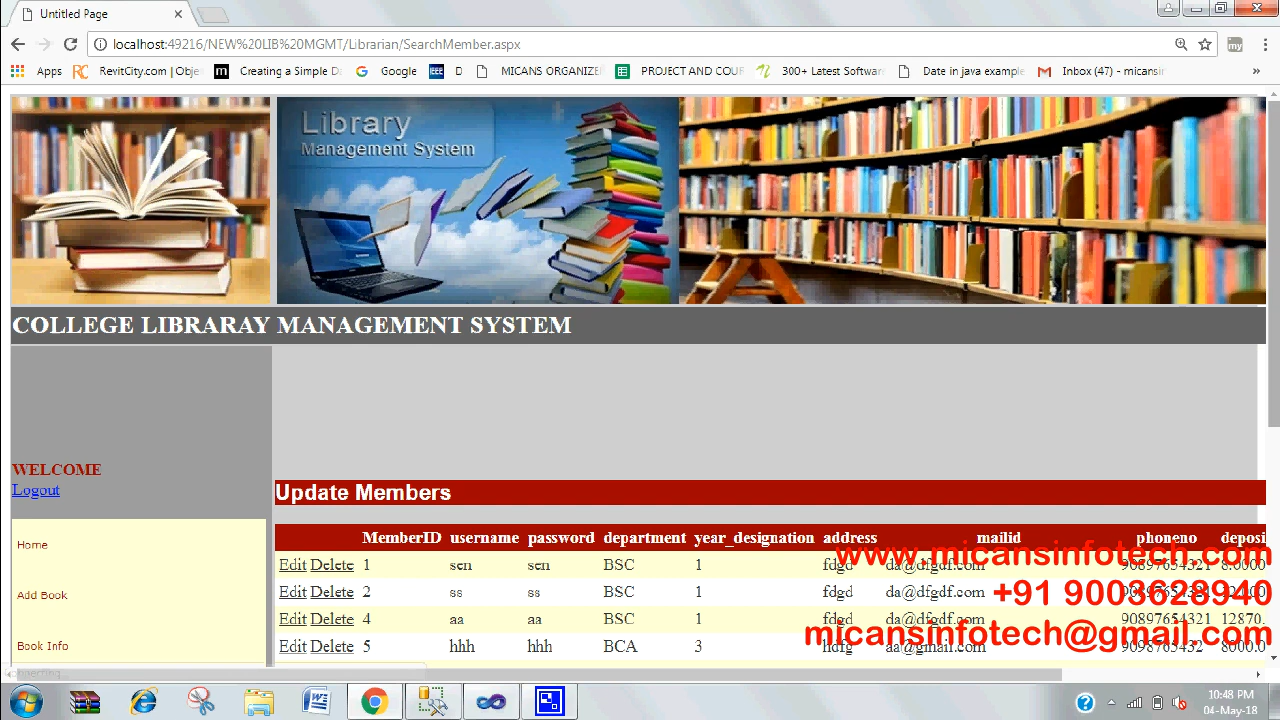 Untitled Page
localhost:49216/NEW%20LIB%20MGMT/Librarian/SearchMember.aspx
Apps RevitCity.com | Obje Creating a Simple D Google D MICANS ORGANIZE PROJECT AND COUR 300+ Latest Softwar Date in java example Inbox (47) - micansin
Library
Management System
COLLEGE LIBRARAY MANAGEMENT SYSTEM
WELCOME
Logout
Update Members
MemberID username password department year_designation address mailid phoneno deposi
www.micansinfotech.com
Home
Edit Delete 1 sen sen BSC 1 fdgd da@dfgdf.com 90897654321
Add Book
Edit Delete 2 ss ss BSC 1 fdgd da@dfgdf.com
+91 9003628940
Edit Delete 4 aa aa BSC 1 fdgd da@dfgdf.com 90897654321 12870.
micansinfotech@gmail.com
Book Info
Edit Delete 5 hhh hhh BCA 3 aa@gmail.com 8000.0
Connecting...
10:48 PM
04-May-18